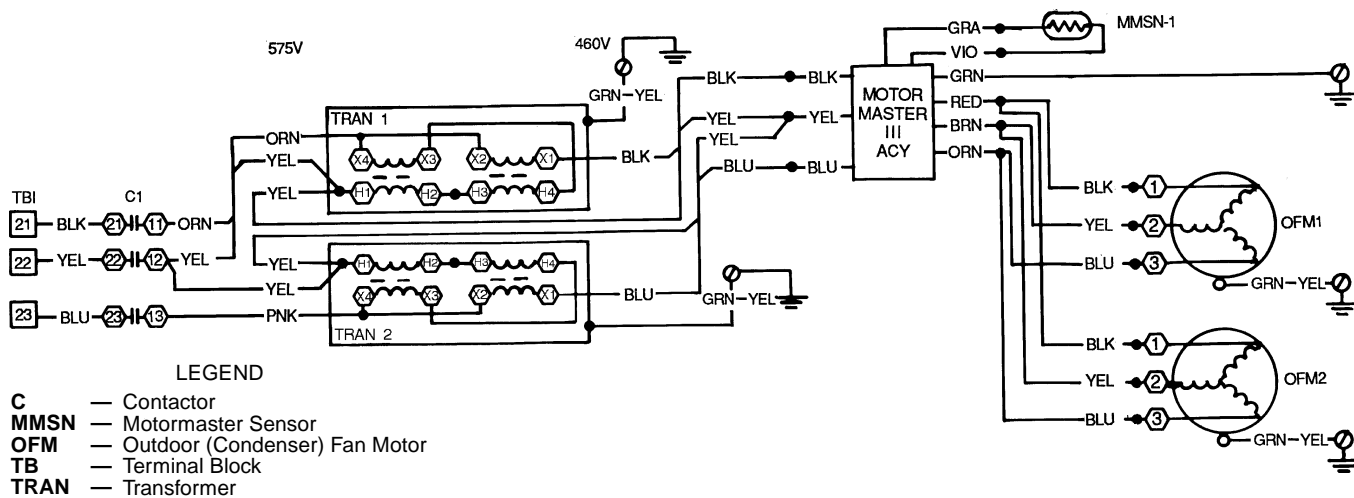 575V 460V
GRA MMSN-1
VIO
BLK BLK GRN
GRN-YEL
MOTOR MASTER III ACY
RED
TRAN 1
YEL YEL BRN
ORN YEL ORN
X4 X3 X2 X1
YEL BLK
BLU BLU
YEL H1 H2 H3 H4
BLK 1
TB1 C1
21 BLK 21 11 ORN
YEL 2 OFM1
22 YEL 22 12 YEL
YEL H1 H2 H3 H4
BLU 3
YEL
GRN-YEL
X4 X3 X2 X1 BLU
GRN-YEL
23 BLU 23 13 PNK
TRAN 2
BLK 1
YEL 2 OFM2
BLU 3
GRN-YEL
LEGEND
C — Contactor
MMSN — Motormaster Sensor
OFM — Outdoor (Condenser) Fan Motor
TB — Terminal Block
TRAN — Transformer